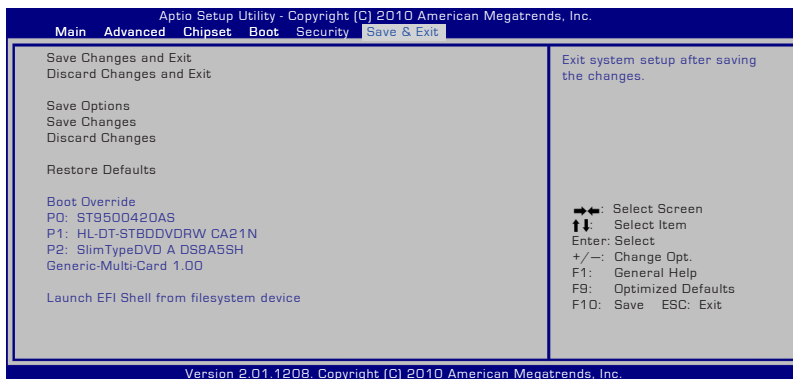 Aptio Setup Utility - Copyright (C) 2010 American Megatrends, Inc.
Main Advanced Chipset Boot Security Save & Exit
Save Changes and Exit
Discard Changes and Exit
Save Options
Save Changes
Discard Changes
Restore Defaults
Boot Override
P0: ST9500420AS
P1: HL-DT-STBDDVDRW CA21N
P2: SlimTypeDVD A DS8A5SH
Generic-Multi-Card 1.00
Launch EFI Shell from filesystem device
Exit system setup after saving
the changes.
→←: Select Screen
↑↓: Select Item
Enter: Select
+/—: Change Opt.
F1: General Help
F9: Optimized Defaults
F10: Save ESC: Exit
Version 2.01.1208. Copyright (C) 2010 American Megatrends, Inc.